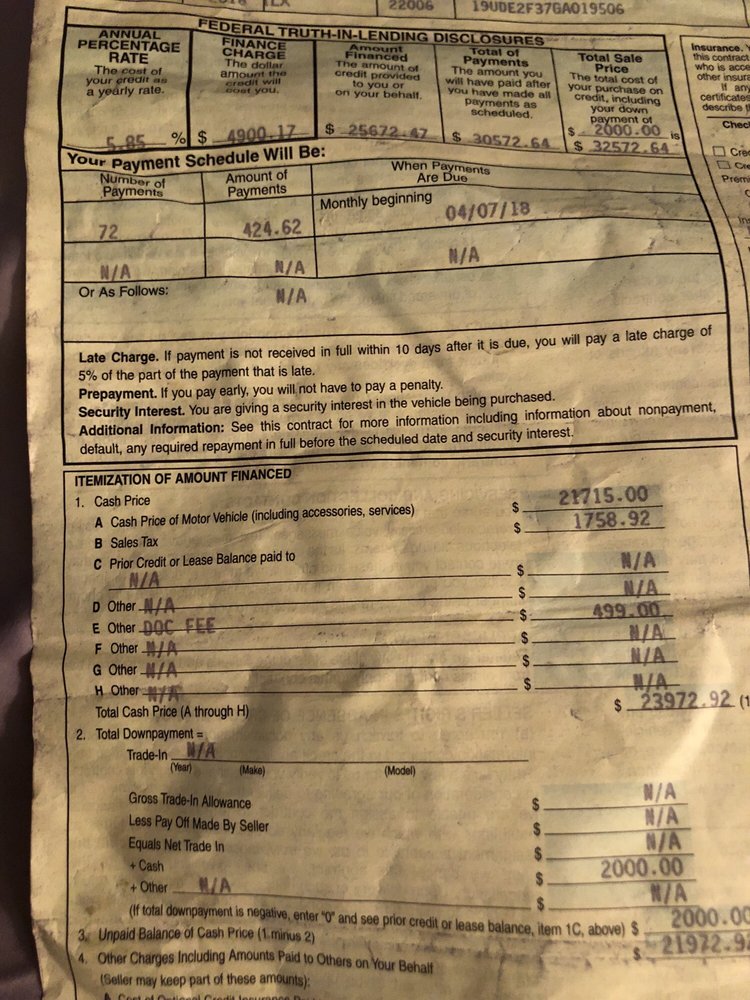 22006 19UDE2F37GA019506
FEDERAL TRUTH-IN-LENDING DISCLOSURES
ANNUAL PERCENTAGE RATE
The cost of your credit as a yearly rate.
5.85 %
FINANCE CHARGE
The dollar amount the credit will cost you.
$ 4900.17
Amount Financed
The amount of credit provided to you or on your behalf.
$ 25672.47
Total of Payments
The amount you will have paid after you have made all payments as scheduled.
$ 30572.64
Total Sale Price
The total cost of your purchase on credit, including your down payment of
$ 2000.00 is
$ 32572.64
Your Payment Schedule Will Be:
Number of Payments
Amount of Payments
When Payments Are Due
72
424.62
Monthly beginning
04/07/18
N/A
N/A
N/A
Or As Follows:
N/A
Late Charge. If payment is not received in full within 10 days after it is due, you will pay a late charge of
5% of the part of the payment that is late.
Prepayment. If you pay early, you will not have to pay a penalty.
Security Interest. You are giving a security interest in the vehicle being purchased.
Additional Information: See this contract for more information including information about nonpayment,
default, any required repayment in full before the scheduled date and security interest.
ITEMIZATION OF AMOUNT FINANCED
1. Cash Price
A Cash Price of Motor Vehicle (including accessories, services) $ 21715.00
B Sales Tax $ 1758.92
C Prior Credit or Lease Balance paid to
N/A $ N/A
D Other N/A $ N/A
E Other DOC FEE $ 499.00
F Other N/A $ N/A
G Other N/A $ N/A
H Other N/A $ N/A
Total Cash Price (A through H) $ 23972.92 (1
2. Total Downpayment =
Trade-In N/A
(Year) (Make) (Model)
Gross Trade-In Allowance $ N/A
Less Pay Off Made By Seller $ N/A
Equals Net Trade In $ N/A
+ Cash $ 2000.00
+ Other N/A $ N/A
(If total downpayment is negative, enter "0" and see prior credit or lease balance, item 1C, above) $ 2000.00
3. Unpaid Balance of Cash Price (1 minus 2) $ 21972.9
4. Other Charges Including Amounts Paid to Others on Your Behalf
(Seller may keep part of these amounts):
Insurance.
this contract
who is acce
other insur
If any
certificates
describe t
Chec
Cre
Cre
Premi